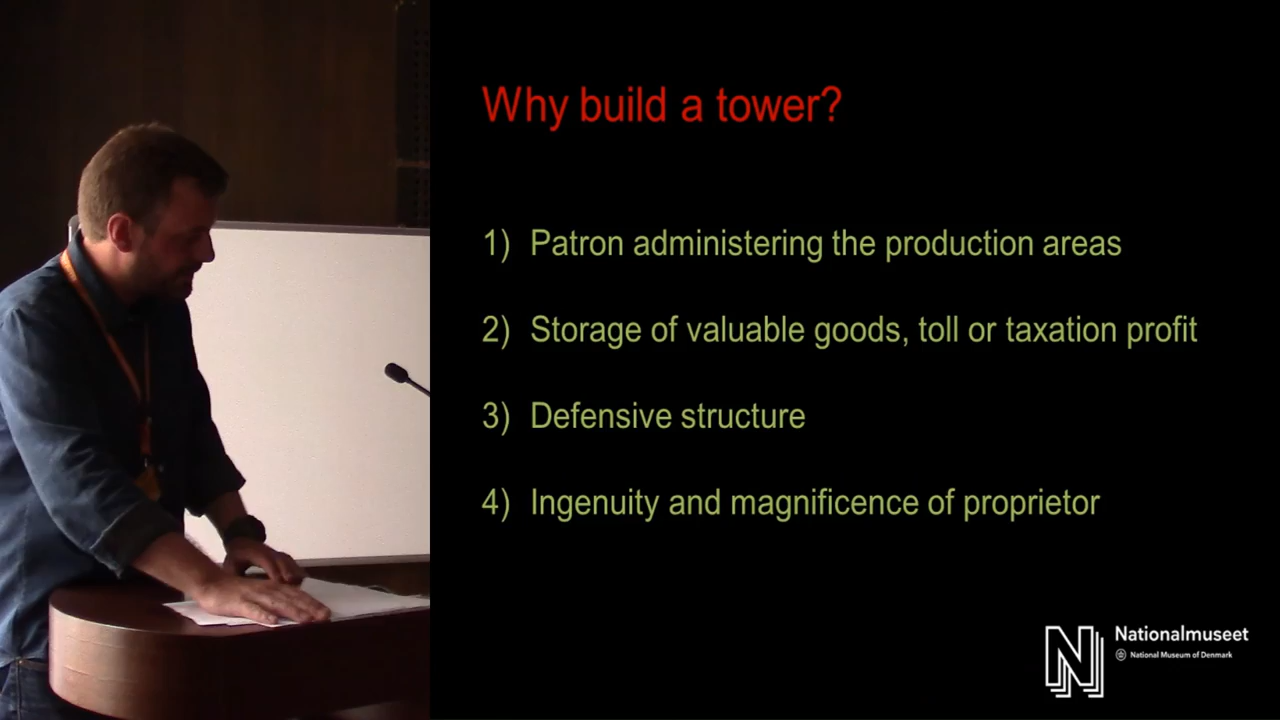 Why build a tower?
1) Patron administering the production areas
2) Storage of valuable goods, toll or taxation profit
3) Defensive structure
4) Ingenuity and magnificence of proprietor
N Nationalmuseet
National Museum of Denmark